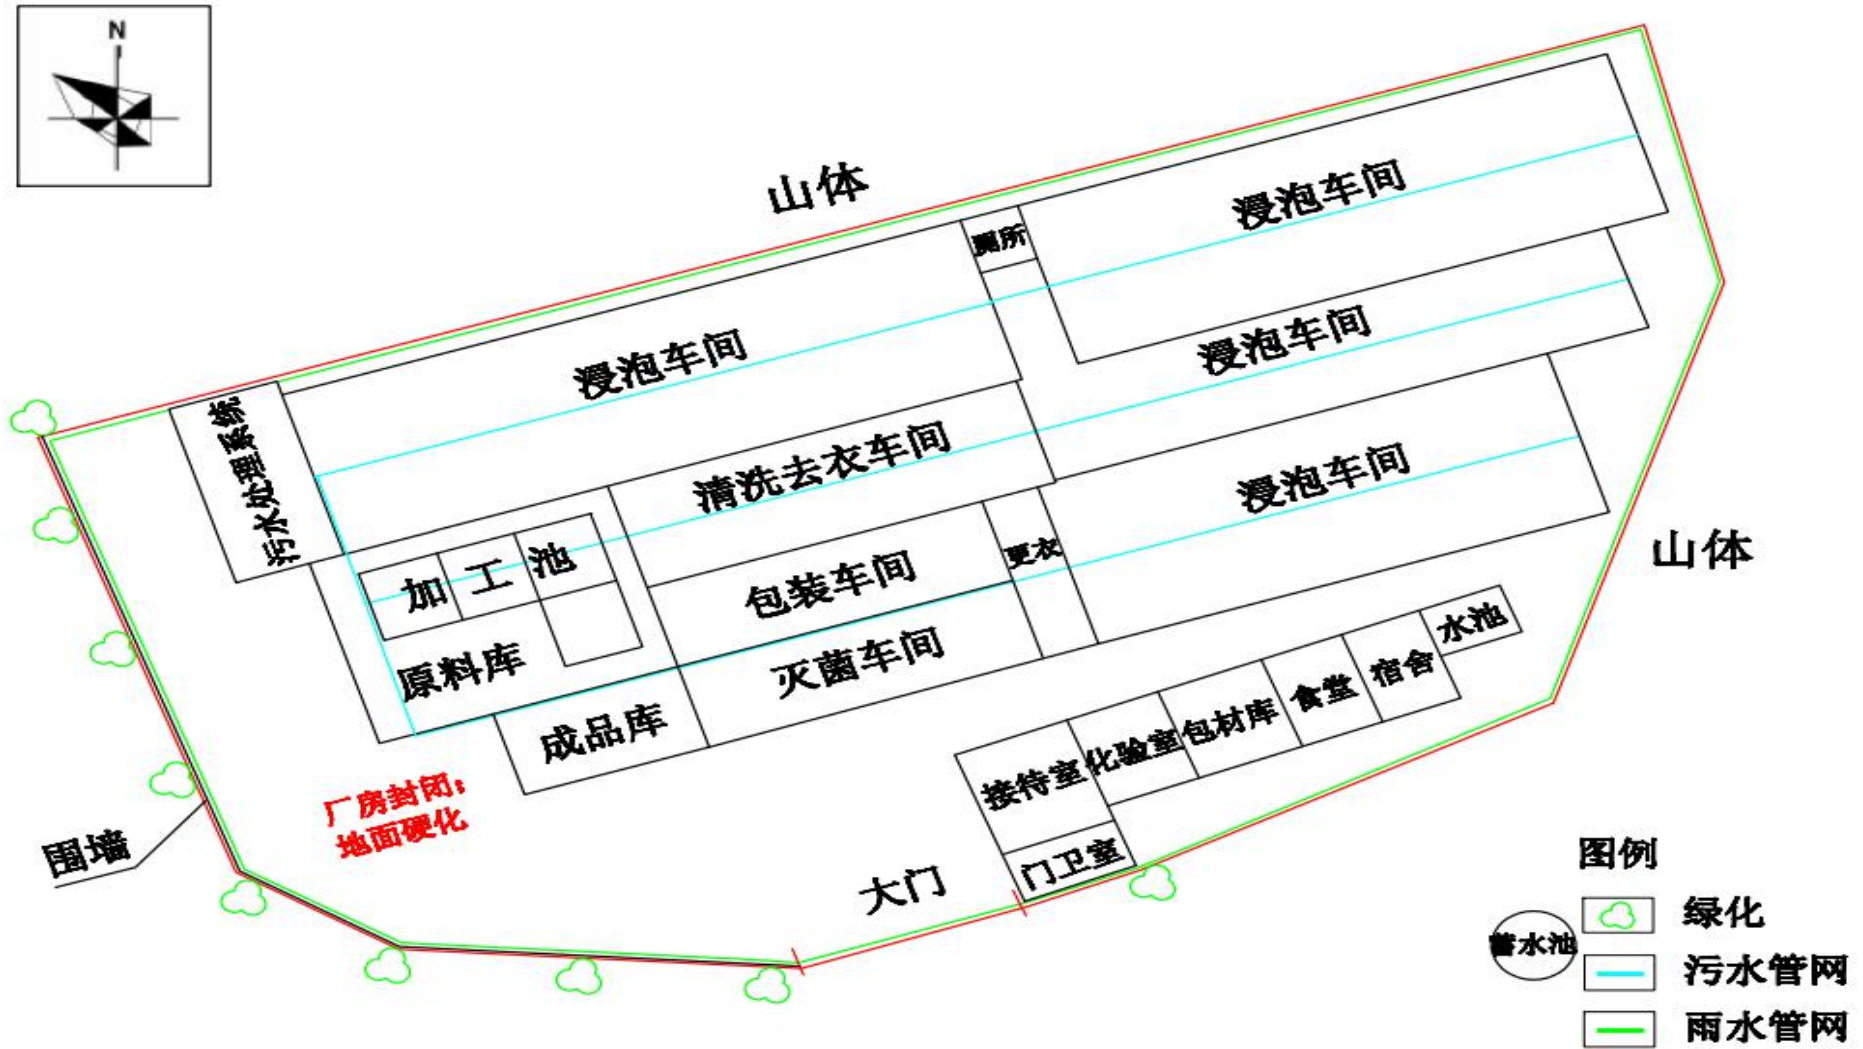 N
山体
浸泡车间
厕所
浸泡车间
浸泡车间
污水处理系统
清洗去衣车间
浸泡车间
山体
加工池
包装车间
更衣
原料库
灭菌车间
成品库
水池
宿舍
食堂
包材库
化验室
接待室
门卫室
厂房封闭；
地面硬化
围墙
大门
图例
绿化
蓄水池
污水管网
雨水管网